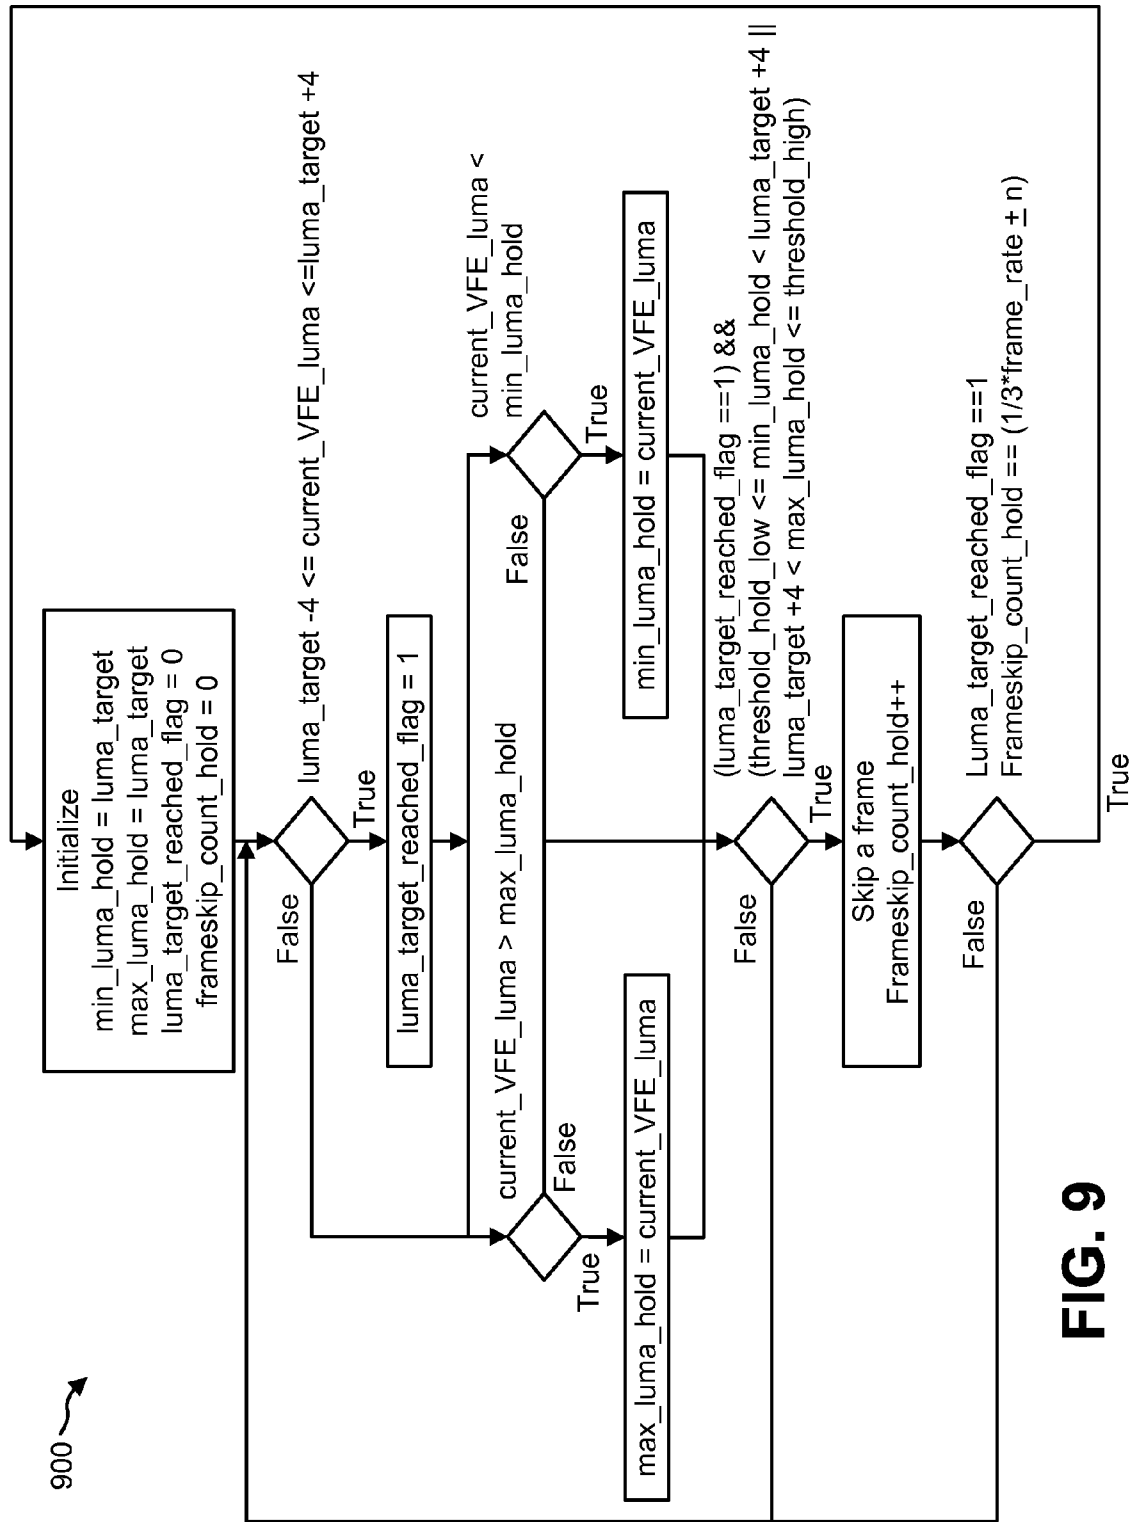 900
Initialize
min_luma_hold = luma_target
max_luma_hold = luma_target
luma_target_reached_flag = 0
frameskip_count_hold = 0
luma_target -4 <= current_VFE_luma <=luma_target +4
False
True
luma_target_reached_flag = 1
current_VFE_luma > max_luma_hold
current_VFE_luma <
min_luma_hold
False
True
False
True
max_luma_hold = current_VFE_luma
min_luma_hold = current_VFE_luma
(luma_target_reached_flag ==1) &&
(threshold_hold_low <= min_luma_hold < luma_target +4 ||
luma_target +4 < max_luma_hold <= threshold_high)
False
True
Skip a frame
Frameskip_count_hold++
Luma_target_reached_flag ==1
Frameskip_count_hold == (1/3*frame_rate ± n)
False
True
FIG. 9